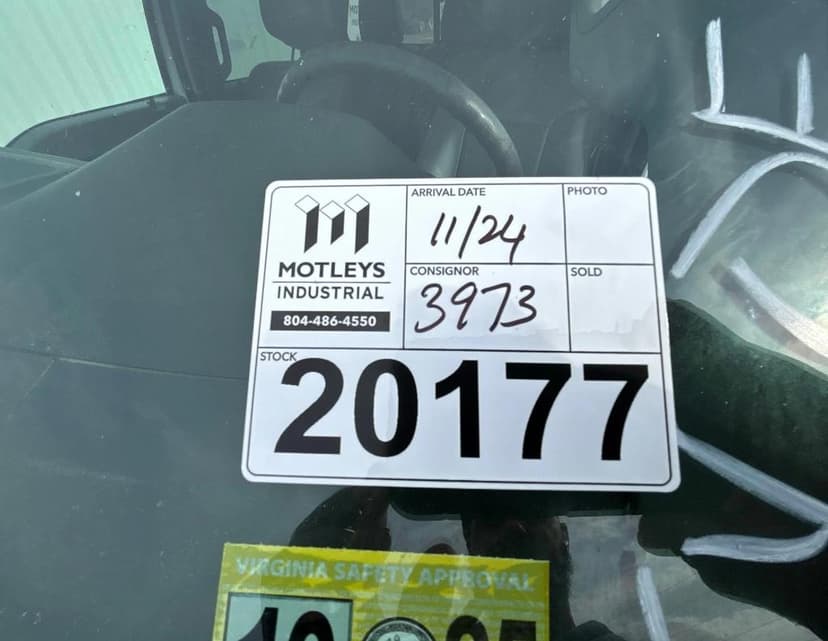 ARRIVAL DATE
11/24
PHOTO
MOTLEYS
INDUSTRIAL
804-486-4550
CONSIGNOR
3973
SOLD
STOCK
20177
VIRGINIA SAFETY APPROVAL